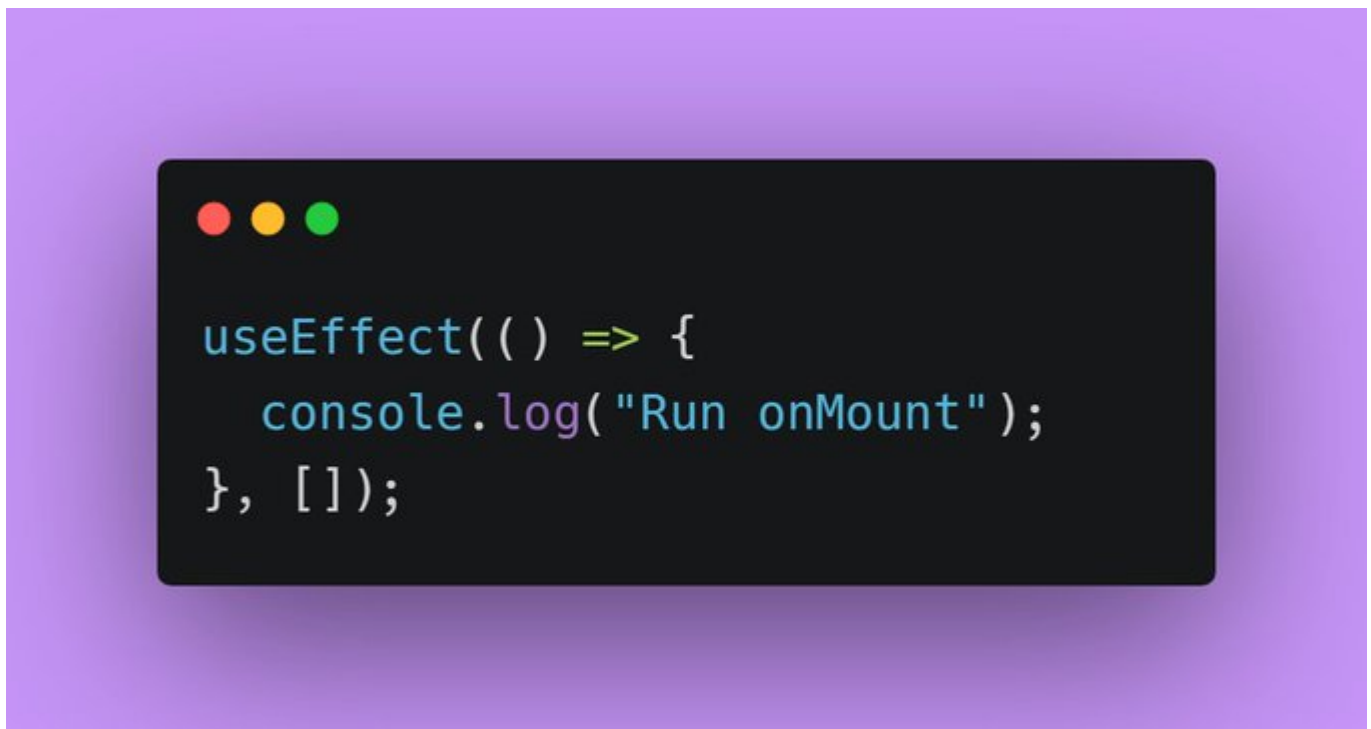 useEffect(() => {
  console.log("Run onMount");
}, []);